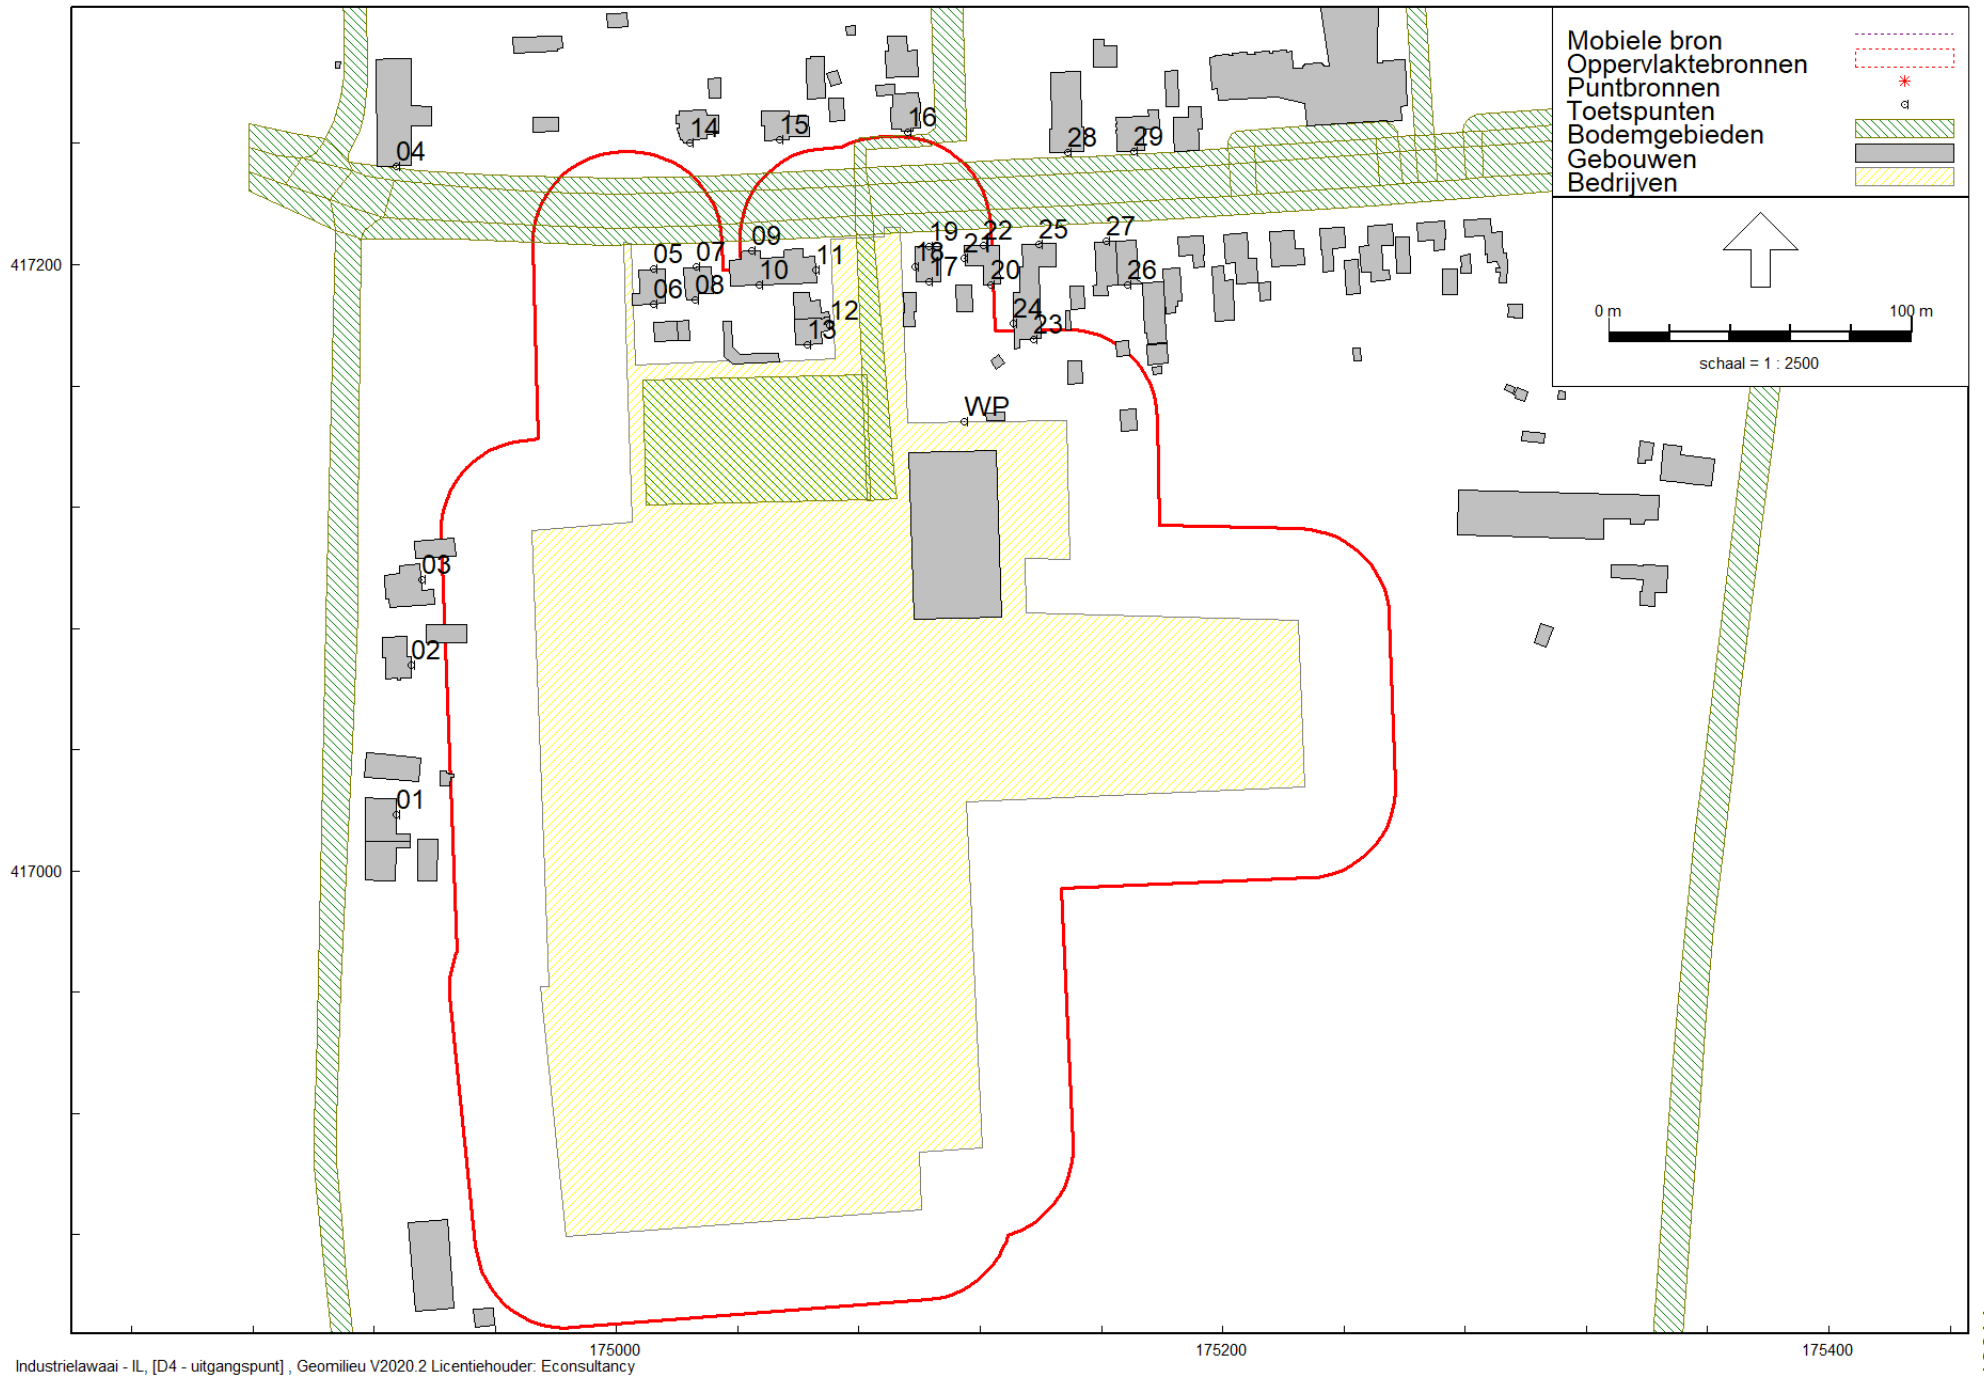 Mobiele bron
Oppervlaktebronnen
Puntbronnen
Toetspunten
Bodemgebieden
Gebouwen
Bedrijven
0 m 100 m
schaal = 1 : 2500
16
14 15
04
28 29
05 07 09 11
06 08 10
12
13
19 22 25 27
18 21
17 20 26
24
23
WP
03
02
01
417200
417000
175000 175200 175400
Industrielawaai - IL, [D4 - uitgangspunt] , Geomilieu V2020.2 Licentiehouder: Econsultancy